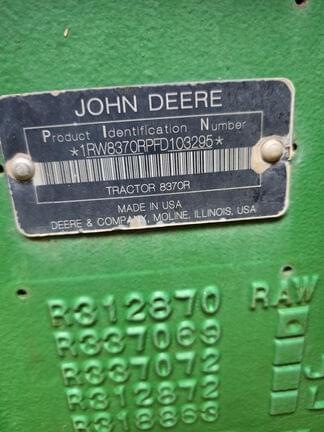 JOHN DEERE
Product Identification Number
*1RW8370RPFD103295*
TRACTOR 8370R
MADE IN USA
DEERE & COMPANY, MOLINE, ILLINOIS, USA
R312870 RAW
R337069
R337072 J
R312872 L
R318863